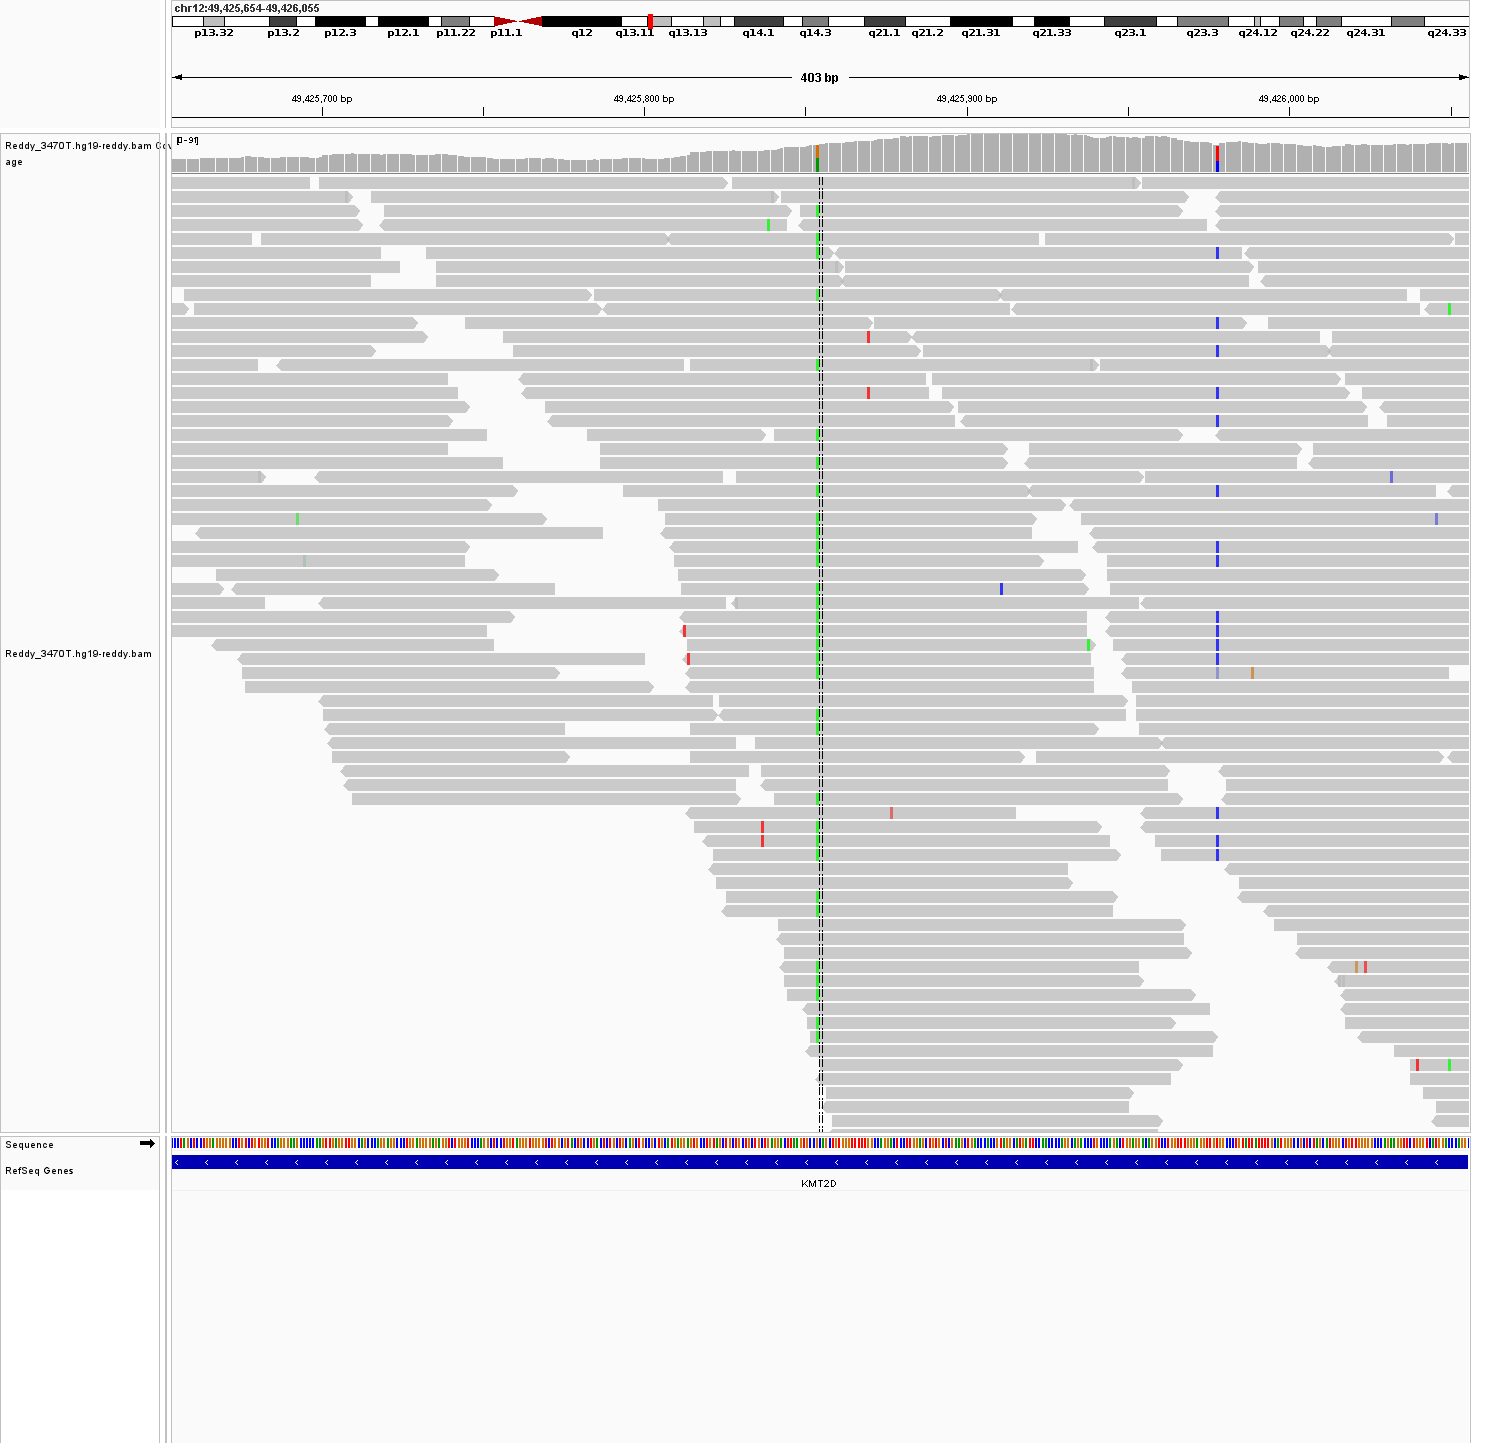 chr12:49,425,654-49,426,055
p13.32 p13.2 p12.3 p12.1 p11.22 p11.1 q12 q13.11 q13.13 q14.1 q14.3 q21.1 q21.2 q21.31 q21.33 q23.1 q23.3 q24.12 q24.22 q24.31 q24.33
403 bp
49,425,700 bp 49,425,800 bp 49,425,900 bp 49,426,000 bp
Reddy_3470T.hg19-reddy.bam Cov
age
[0-91]
Reddy_3470T.hg19-reddy.bam
Sequence
RefSeq Genes
KMT2D